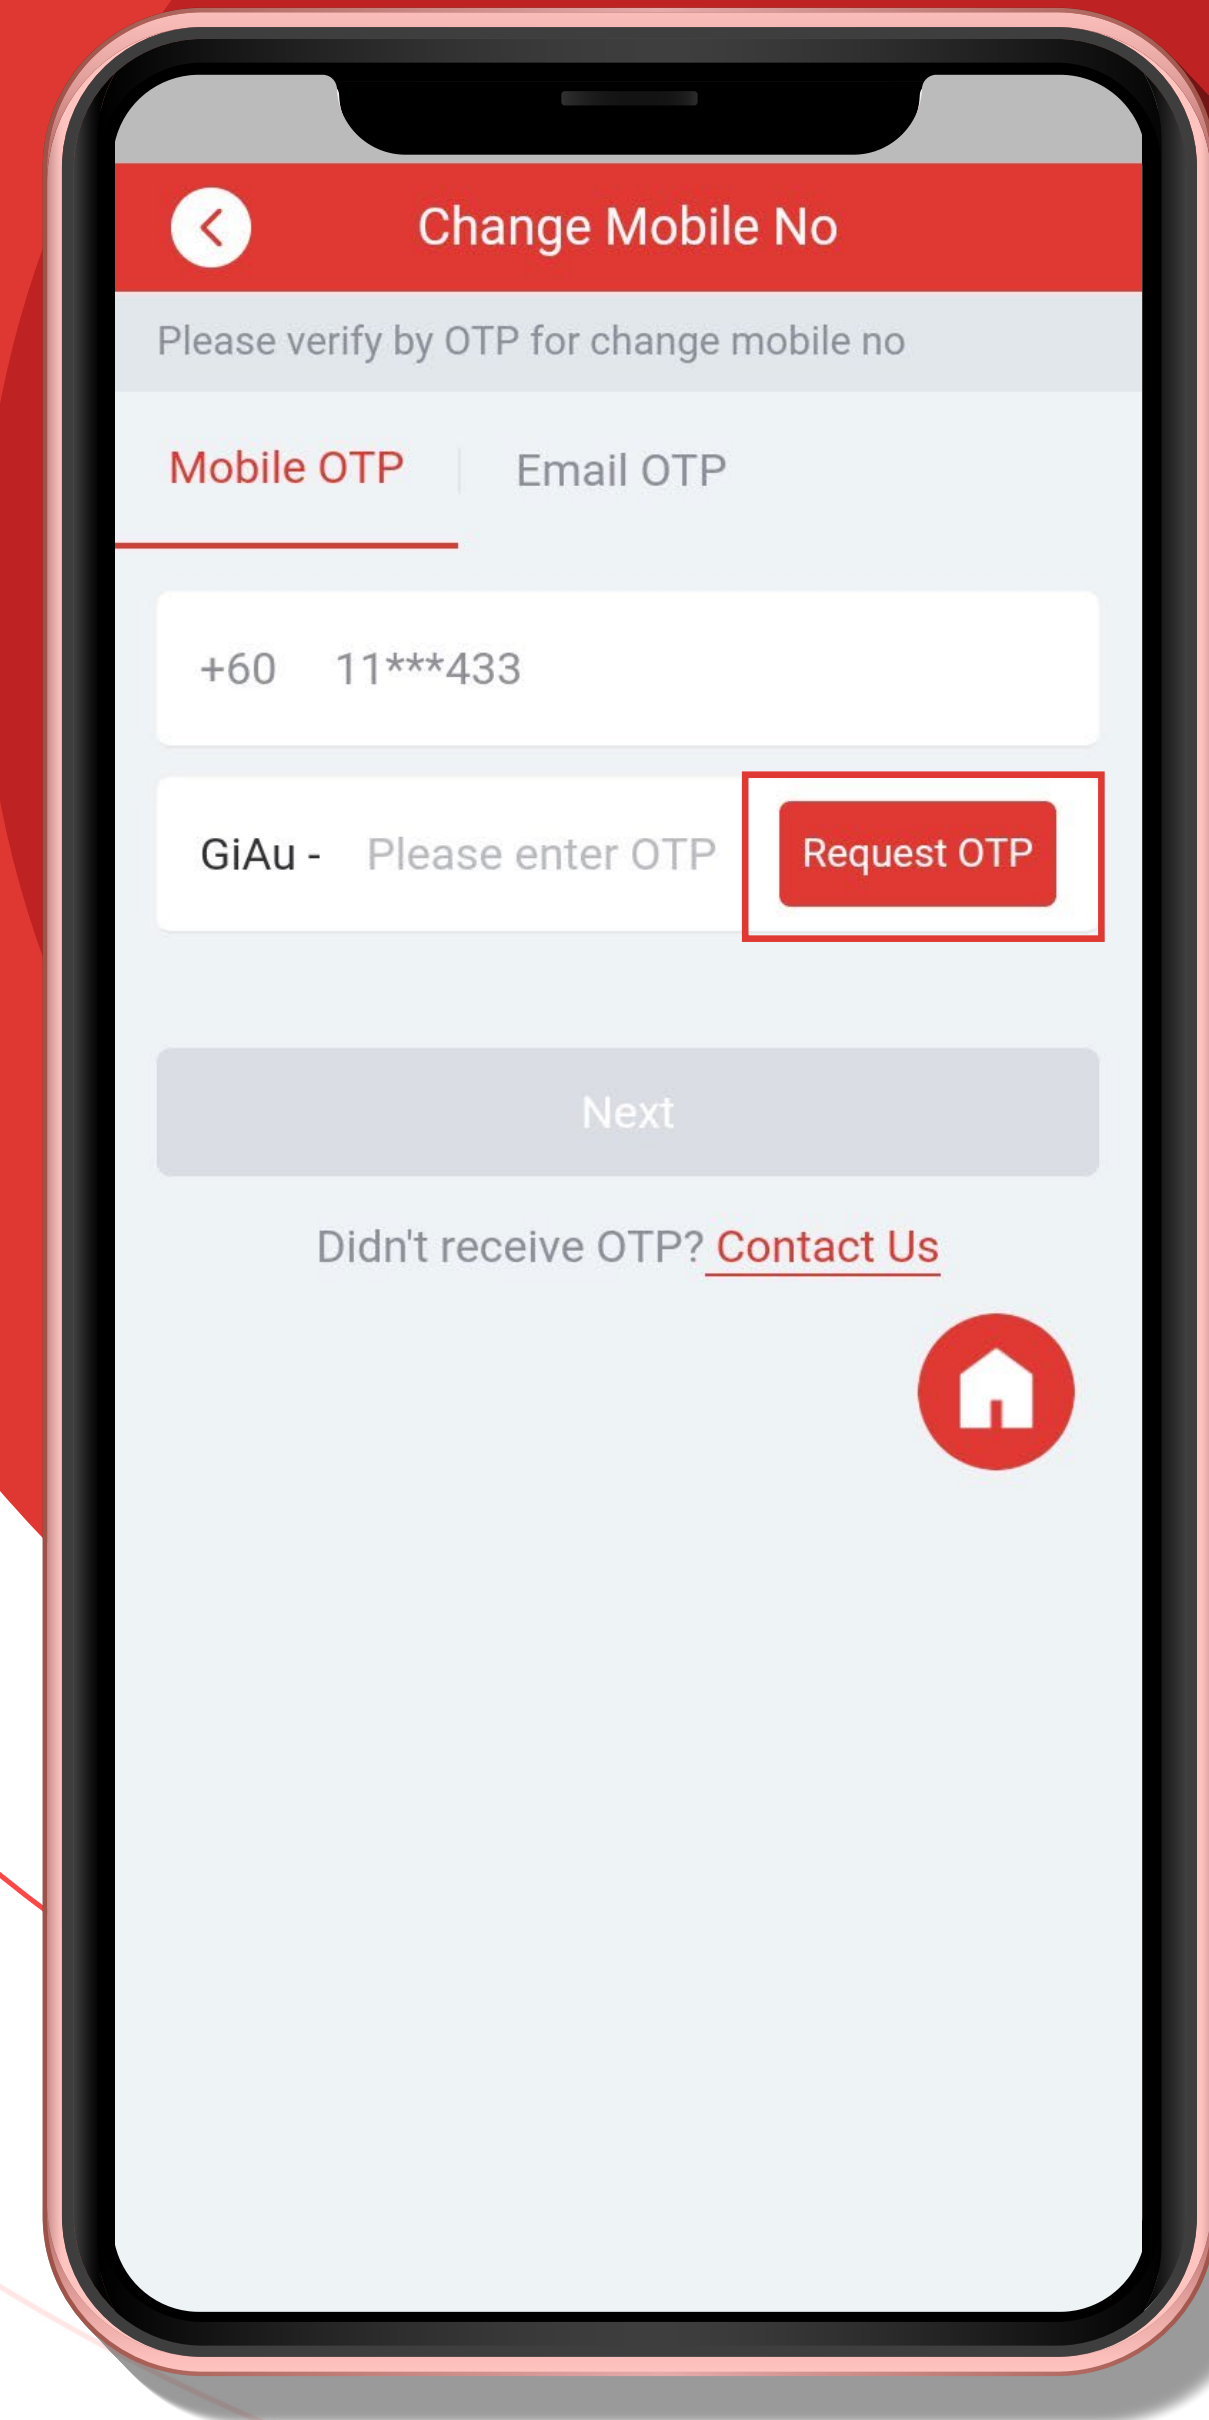 Change Mobile No
Please verify by OTP for change mobile no
Mobile OTP
Email OTP
+60 11***433
GiAu - Please enter OTP
Request OTP
Next
Didn't receive OTP? Contact Us